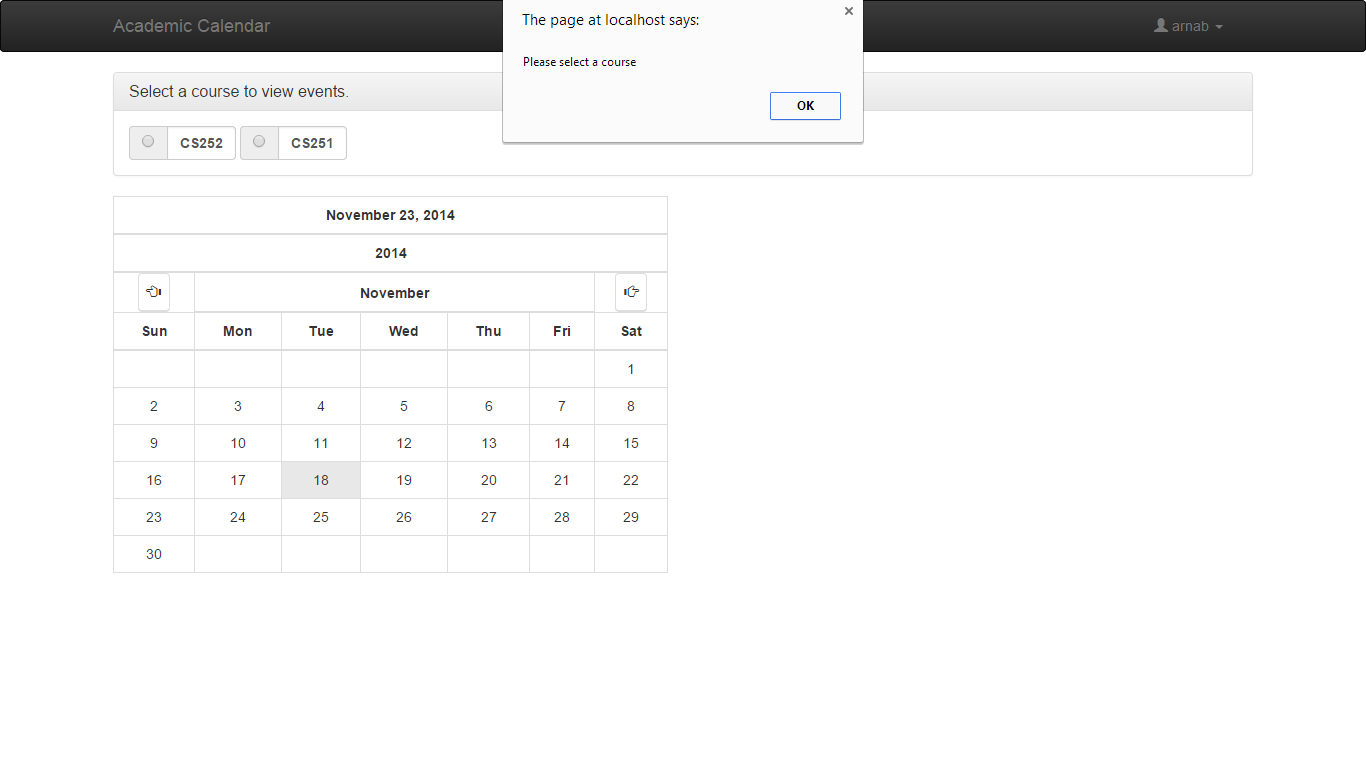 Academic Calendar
arnab
The page at localhost says:
Please select a course
OK
Select a course to view events.
CS252 CS251
November 23, 2014
2014
November
Sun Mon Tue Wed Thu Fri Sat
1
2 3 4 5 6 7 8
9 10 11 12 13 14 15
16 17 18 19 20 21 22
23 24 25 26 27 28 29
30